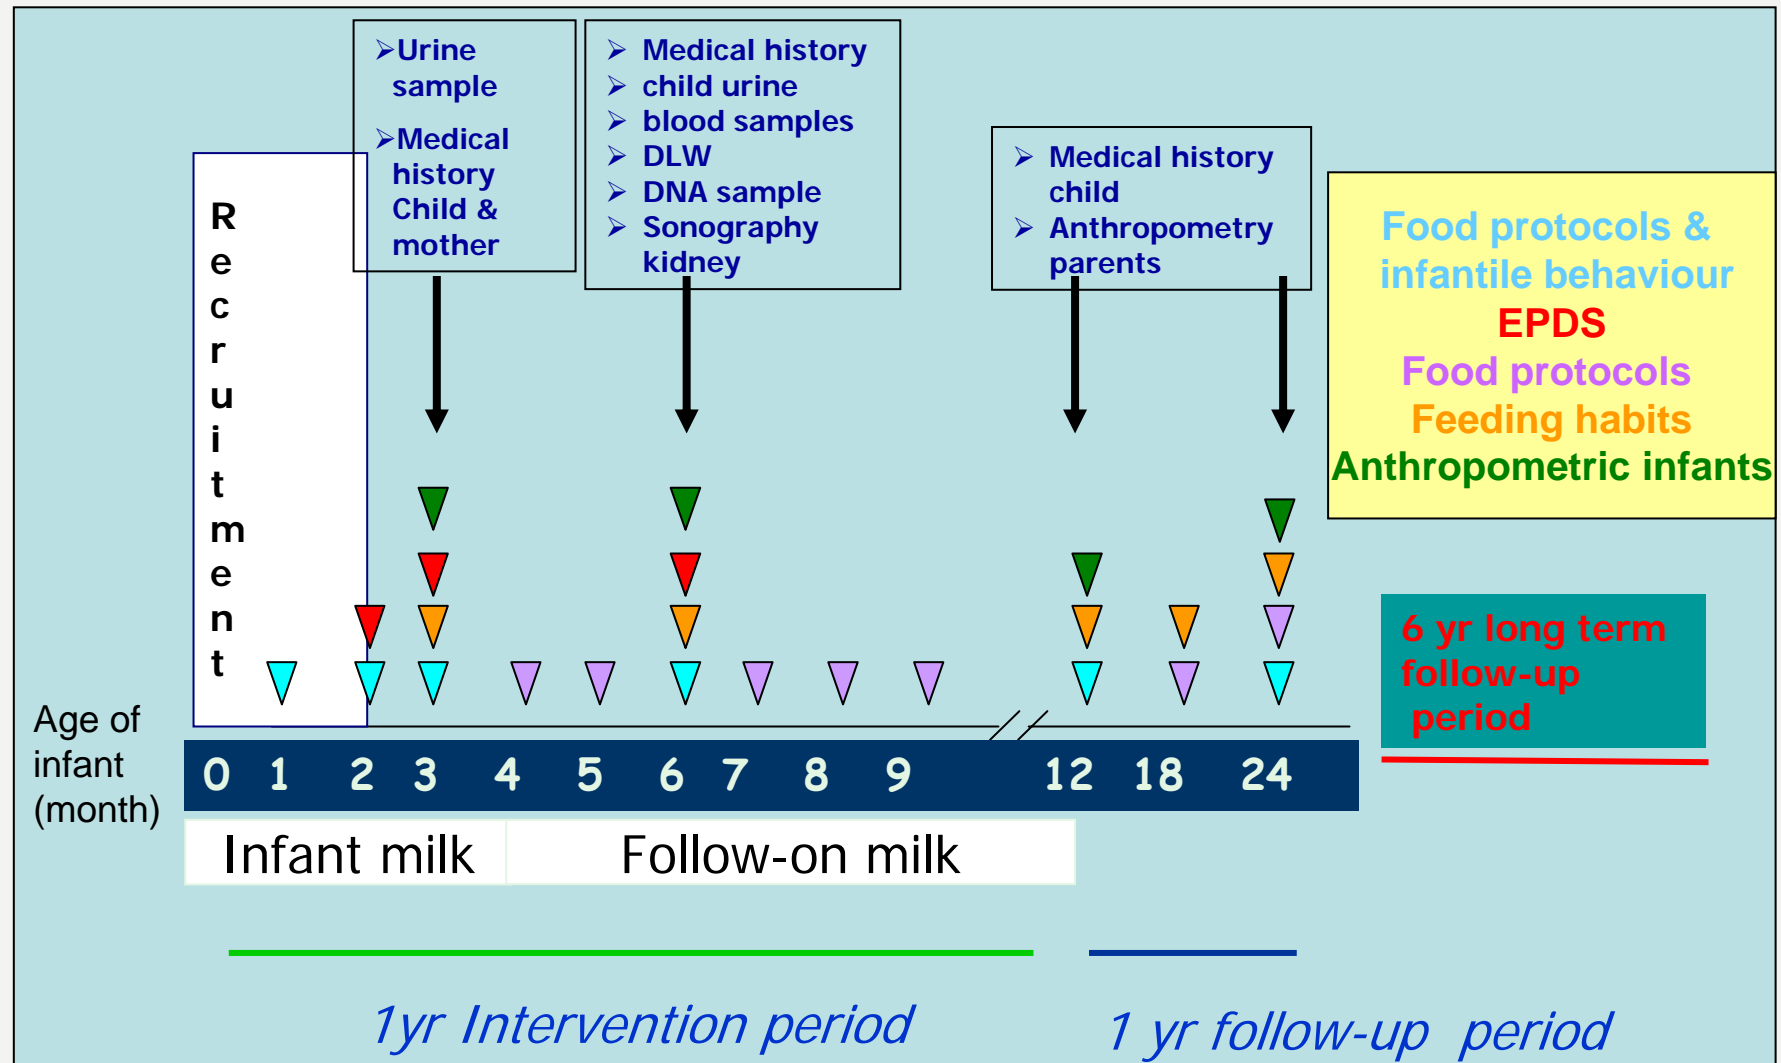 ➢Urine
sample
➢Medical
history
Child &
mother
➢ Medical history
➢ child urine
➢ blood samples
➢ DLW
➢ DNA sample
➢ Sonography
kidney
➢ Medical history
child
➢ Anthropometry
parents
Food protocols &
infantile behaviour
EPDS
Food protocols
Feeding habits
Anthropometric infants
Recruitment
6 yr long term
follow-up
period
Age of
infant
(month)
0 1 2 3 4 5 6 7 8 9 12 18 24
Infant milk Follow-on milk
1yr Intervention period 1 yr follow-up period